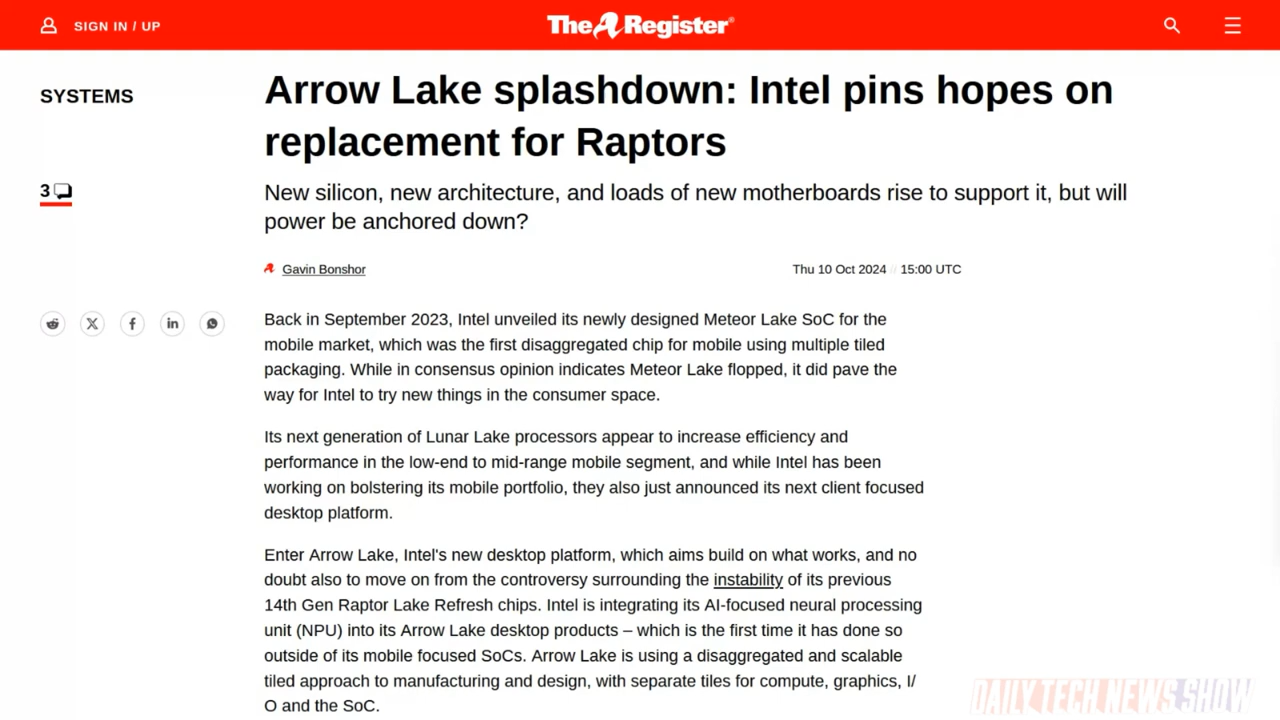 SIGN IN / UP
The Register®
SYSTEMS
Arrow Lake splashdown: Intel pins hopes on
replacement for Raptors
3
New silicon, new architecture, and loads of new motherboards rise to support it, but will
power be anchored down?
Gavin Bonshor
Thu 10 Oct 2024 // 15:00 UTC
Back in September 2023, Intel unveiled its newly designed Meteor Lake SoC for the
mobile market, which was the first disaggregated chip for mobile using multiple tiled
packaging. While in consensus opinion indicates Meteor Lake flopped, it did pave the
way for Intel to try new things in the consumer space.
Its next generation of Lunar Lake processors appear to increase efficiency and
performance in the low-end to mid-range mobile segment, and while Intel has been
working on bolstering its mobile portfolio, they also just announced its next client focused
desktop platform.
Enter Arrow Lake, Intel's new desktop platform, which aims build on what works, and no
doubt also to move on from the controversy surrounding the instability of its previous
14th Gen Raptor Lake Refresh chips. Intel is integrating its AI-focused neural processing
unit (NPU) into its Arrow Lake desktop products – which is the first time it has done so
outside of its mobile focused SoCs. Arrow Lake is using a disaggregated and scalable
tiled approach to manufacturing and design, with separate tiles for compute, graphics, I/
O and the SoC.
DAILY TECH NEWS SHOW